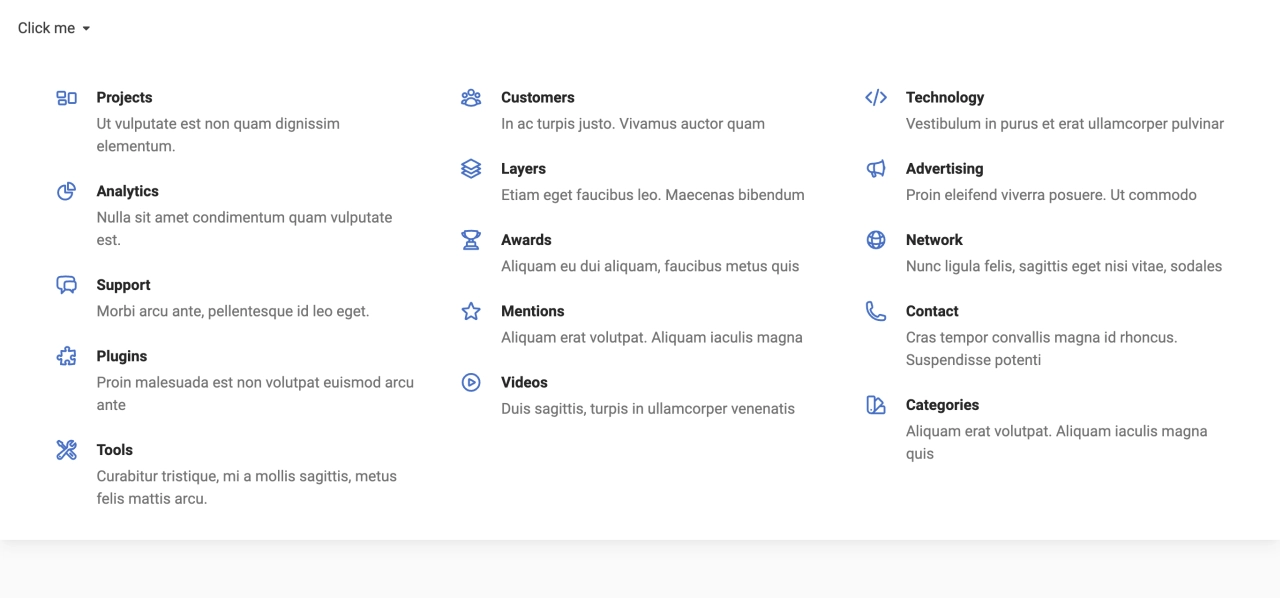 Click me
Projects
Ut vulputate est non quam dignissim
elementum.
Analytics
Nulla sit amet condimentum quam vulputate
est.
Support
Morbi arcu ante, pellentesque id leo eget.
Plugins
Proin malesuada est non volutpat euismod arcu
ante
Tools
Curabitur tristique, mi a mollis sagittis, metus
felis mattis arcu.
Customers
In ac turpis justo. Vivamus auctor quam
Layers
Etiam eget faucibus leo. Maecenas bibendum
Awards
Aliquam eu dui aliquam, faucibus metus quis
Mentions
Aliquam erat volutpat. Aliquam iaculis magna
Videos
Duis sagittis, turpis in ullamcorper venenatis
Technology
Vestibulum in purus et erat ullamcorper pulvinar
Advertising
Proin eleifend viverra posuere. Ut commodo
Network
Nunc ligula felis, sagittis eget nisi vitae, sodales
Contact
Cras tempor convallis magna id rhoncus.
Suspendisse potenti
Categories
Aliquam erat volutpat. Aliquam iaculis magna
quis